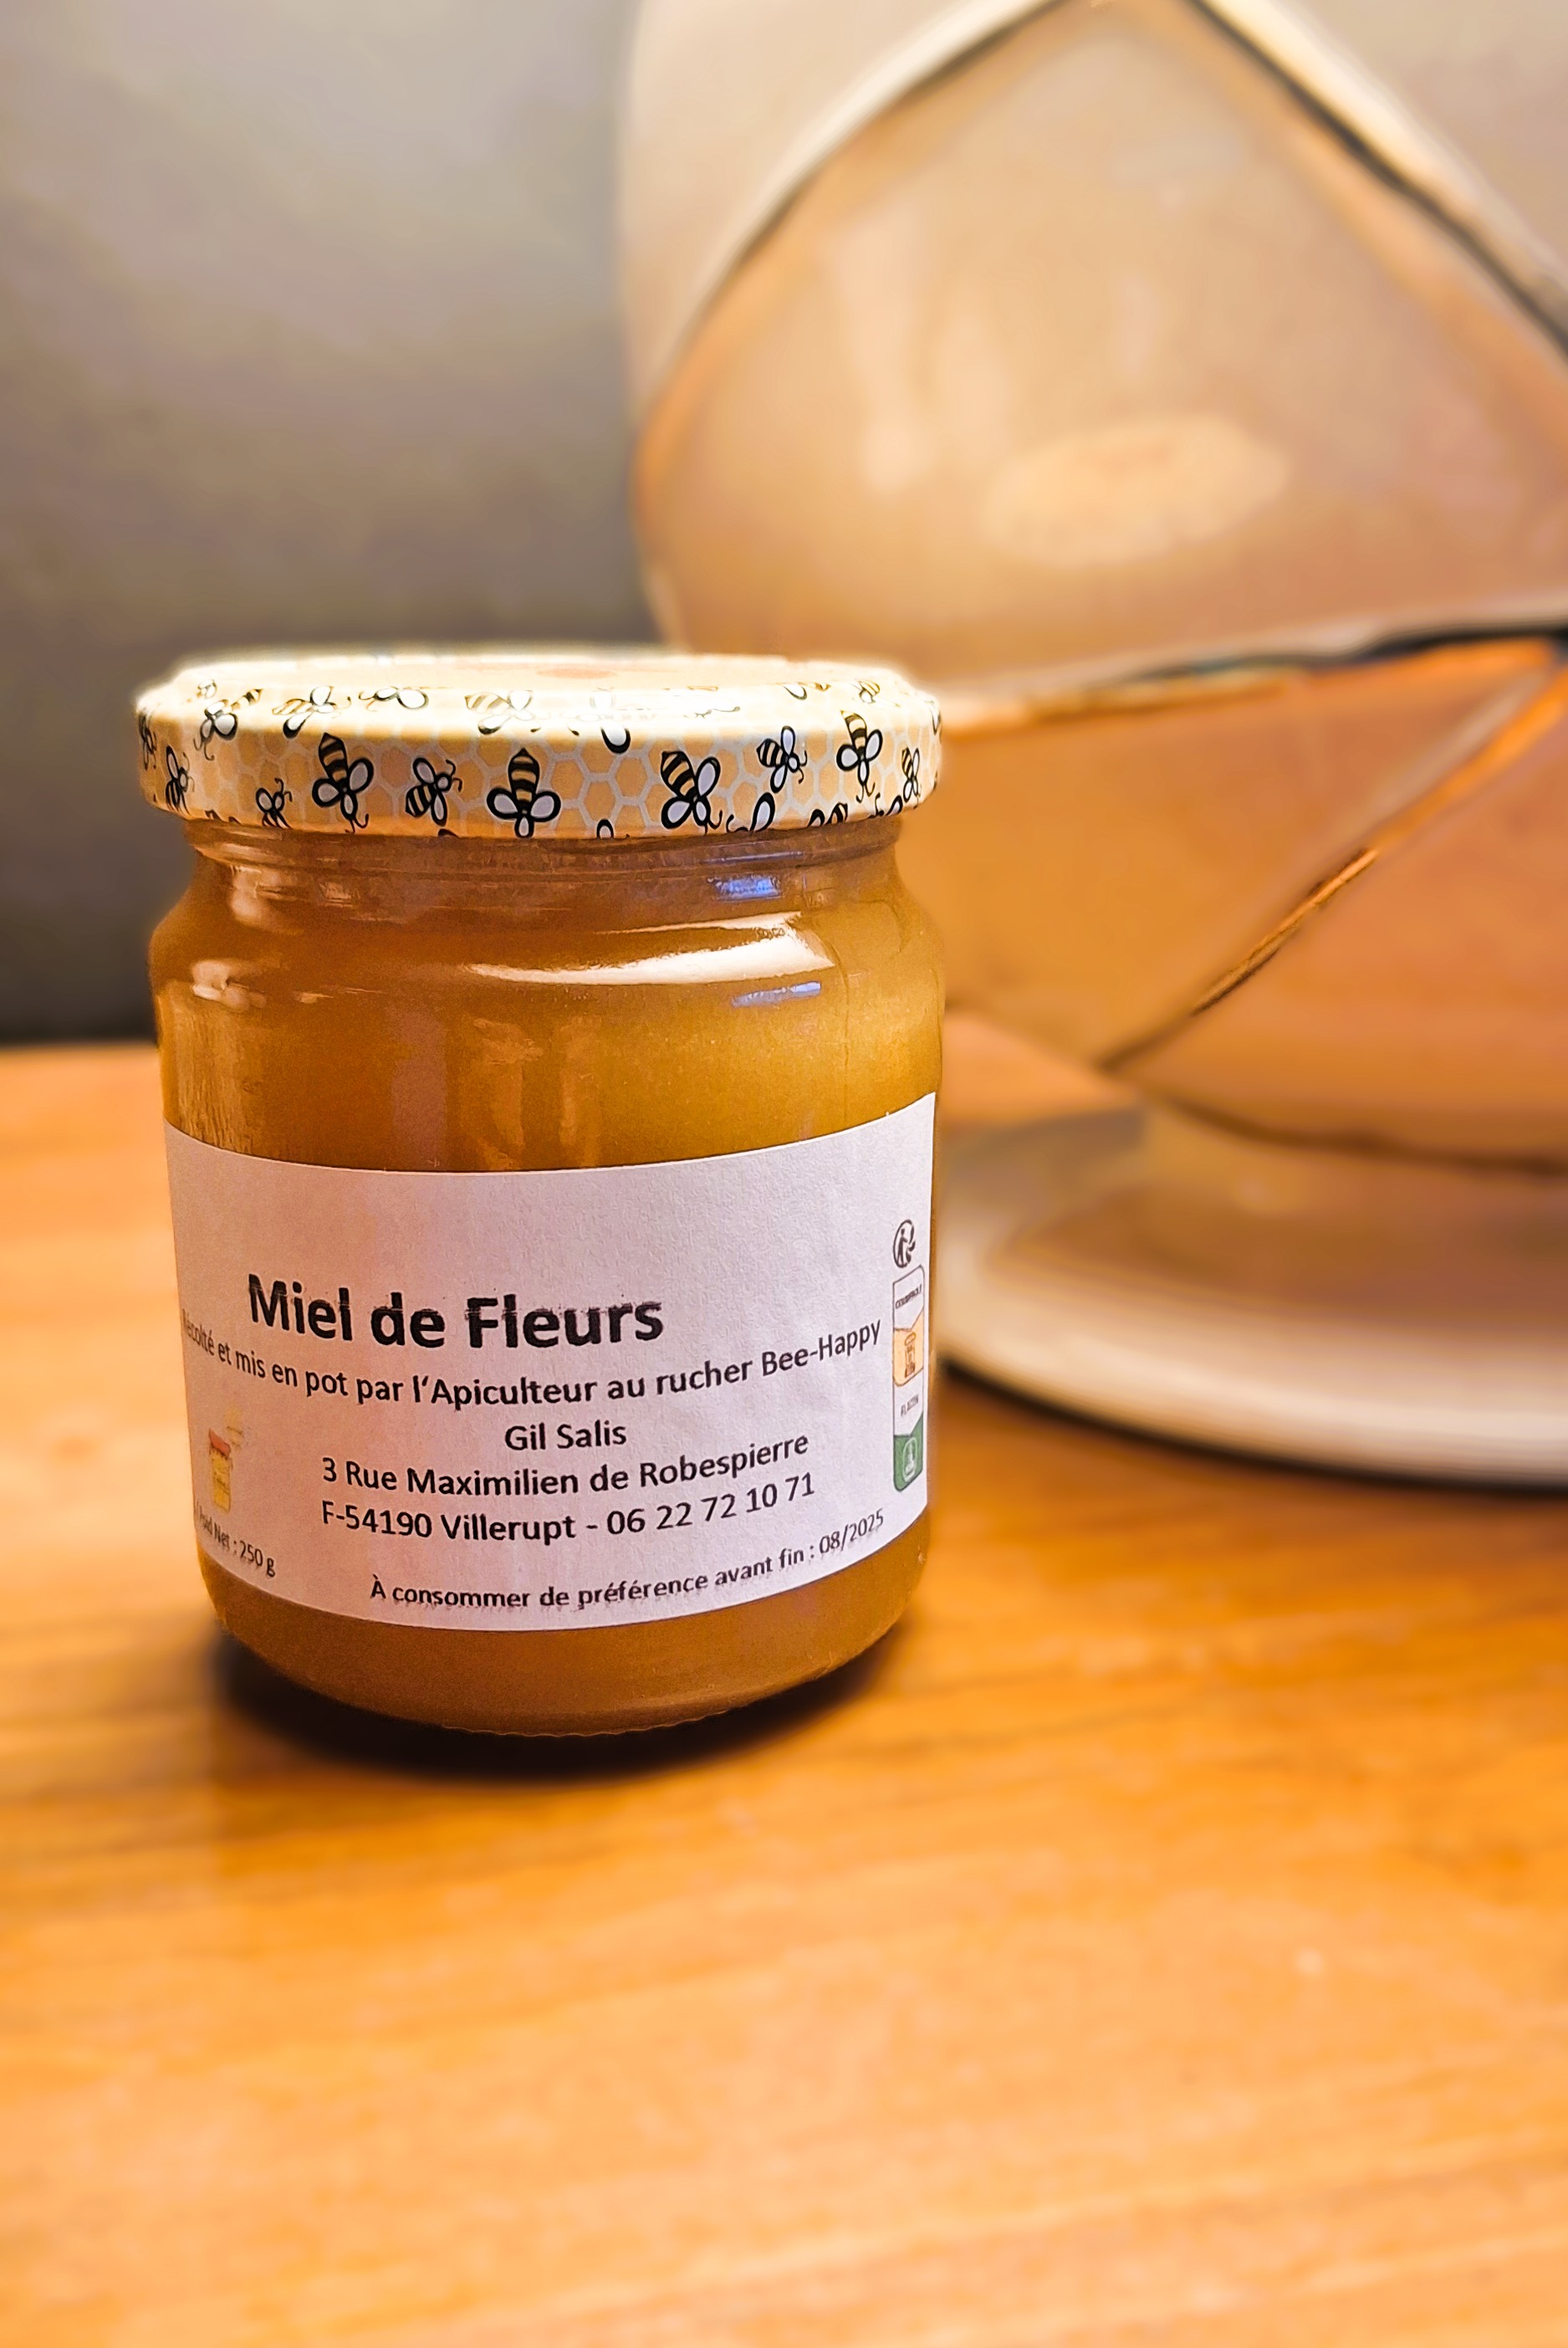 Miel de Fleurs
Récolté et mis en pot par l'Apiculteur au rucher Bee-Happy
Gil Salis
3 Rue Maximilien de Robespierre
F-54190 Villerupt - 06 22 72 10 71
Net : 250 g
À consommer de préférence avant fin : 08/2025
FLACON